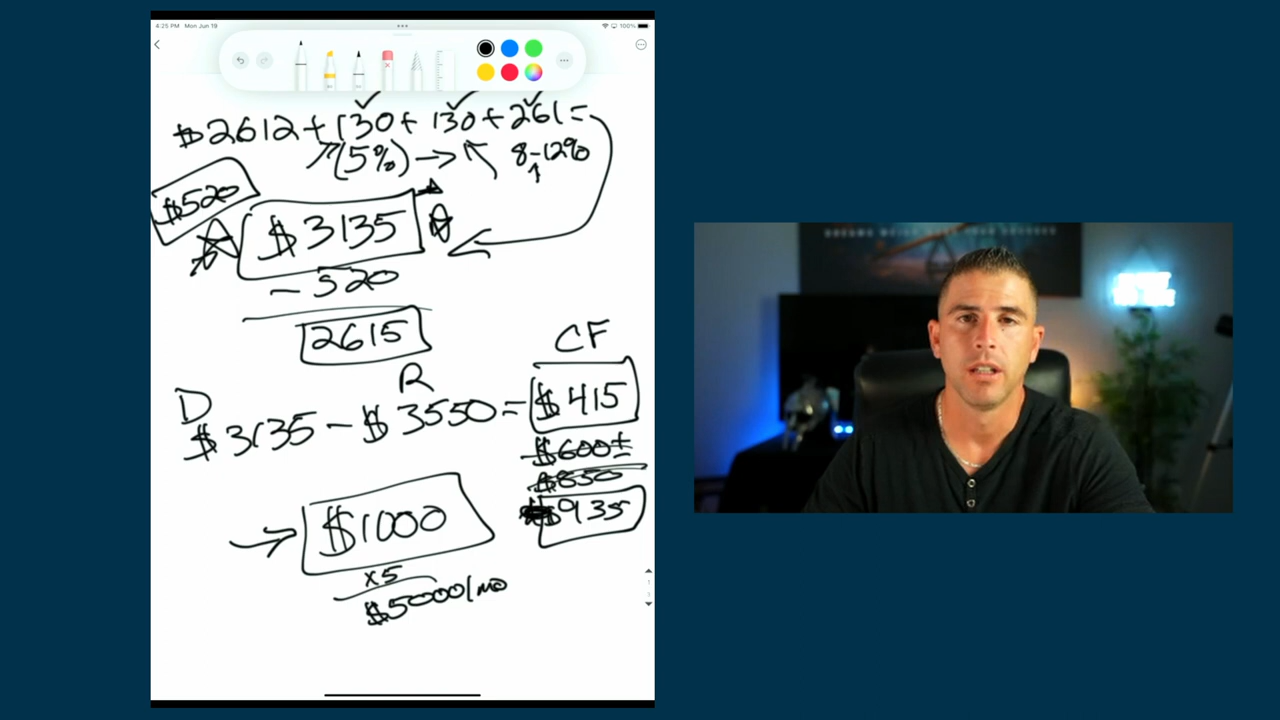 4:25 PM Mon Jun 19
100%
$2612 + 130 + 130 + 261 =
(5%)
8-12%
$520
$3135
- 520
2615
CF
D
R
$3135 - $3550 = $415
$600±
$850
$935
$1000
x5
$5000/mo